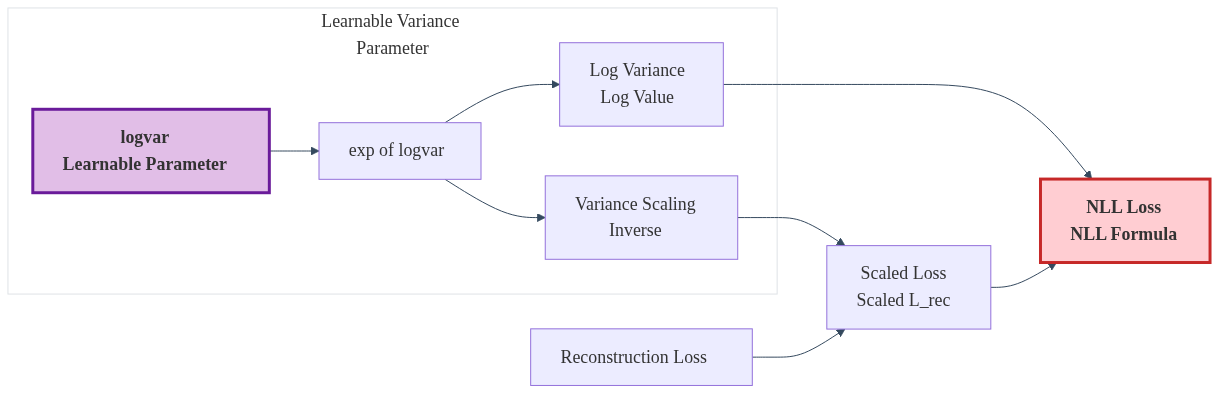 Learnable Variance
Parameter
logvar
Learnable Parameter
exp of logvar
Log Variance
Log Value
Variance Scaling
Inverse
Reconstruction Loss
Scaled Loss
Scaled L_rec
NLL Loss
NLL Formula